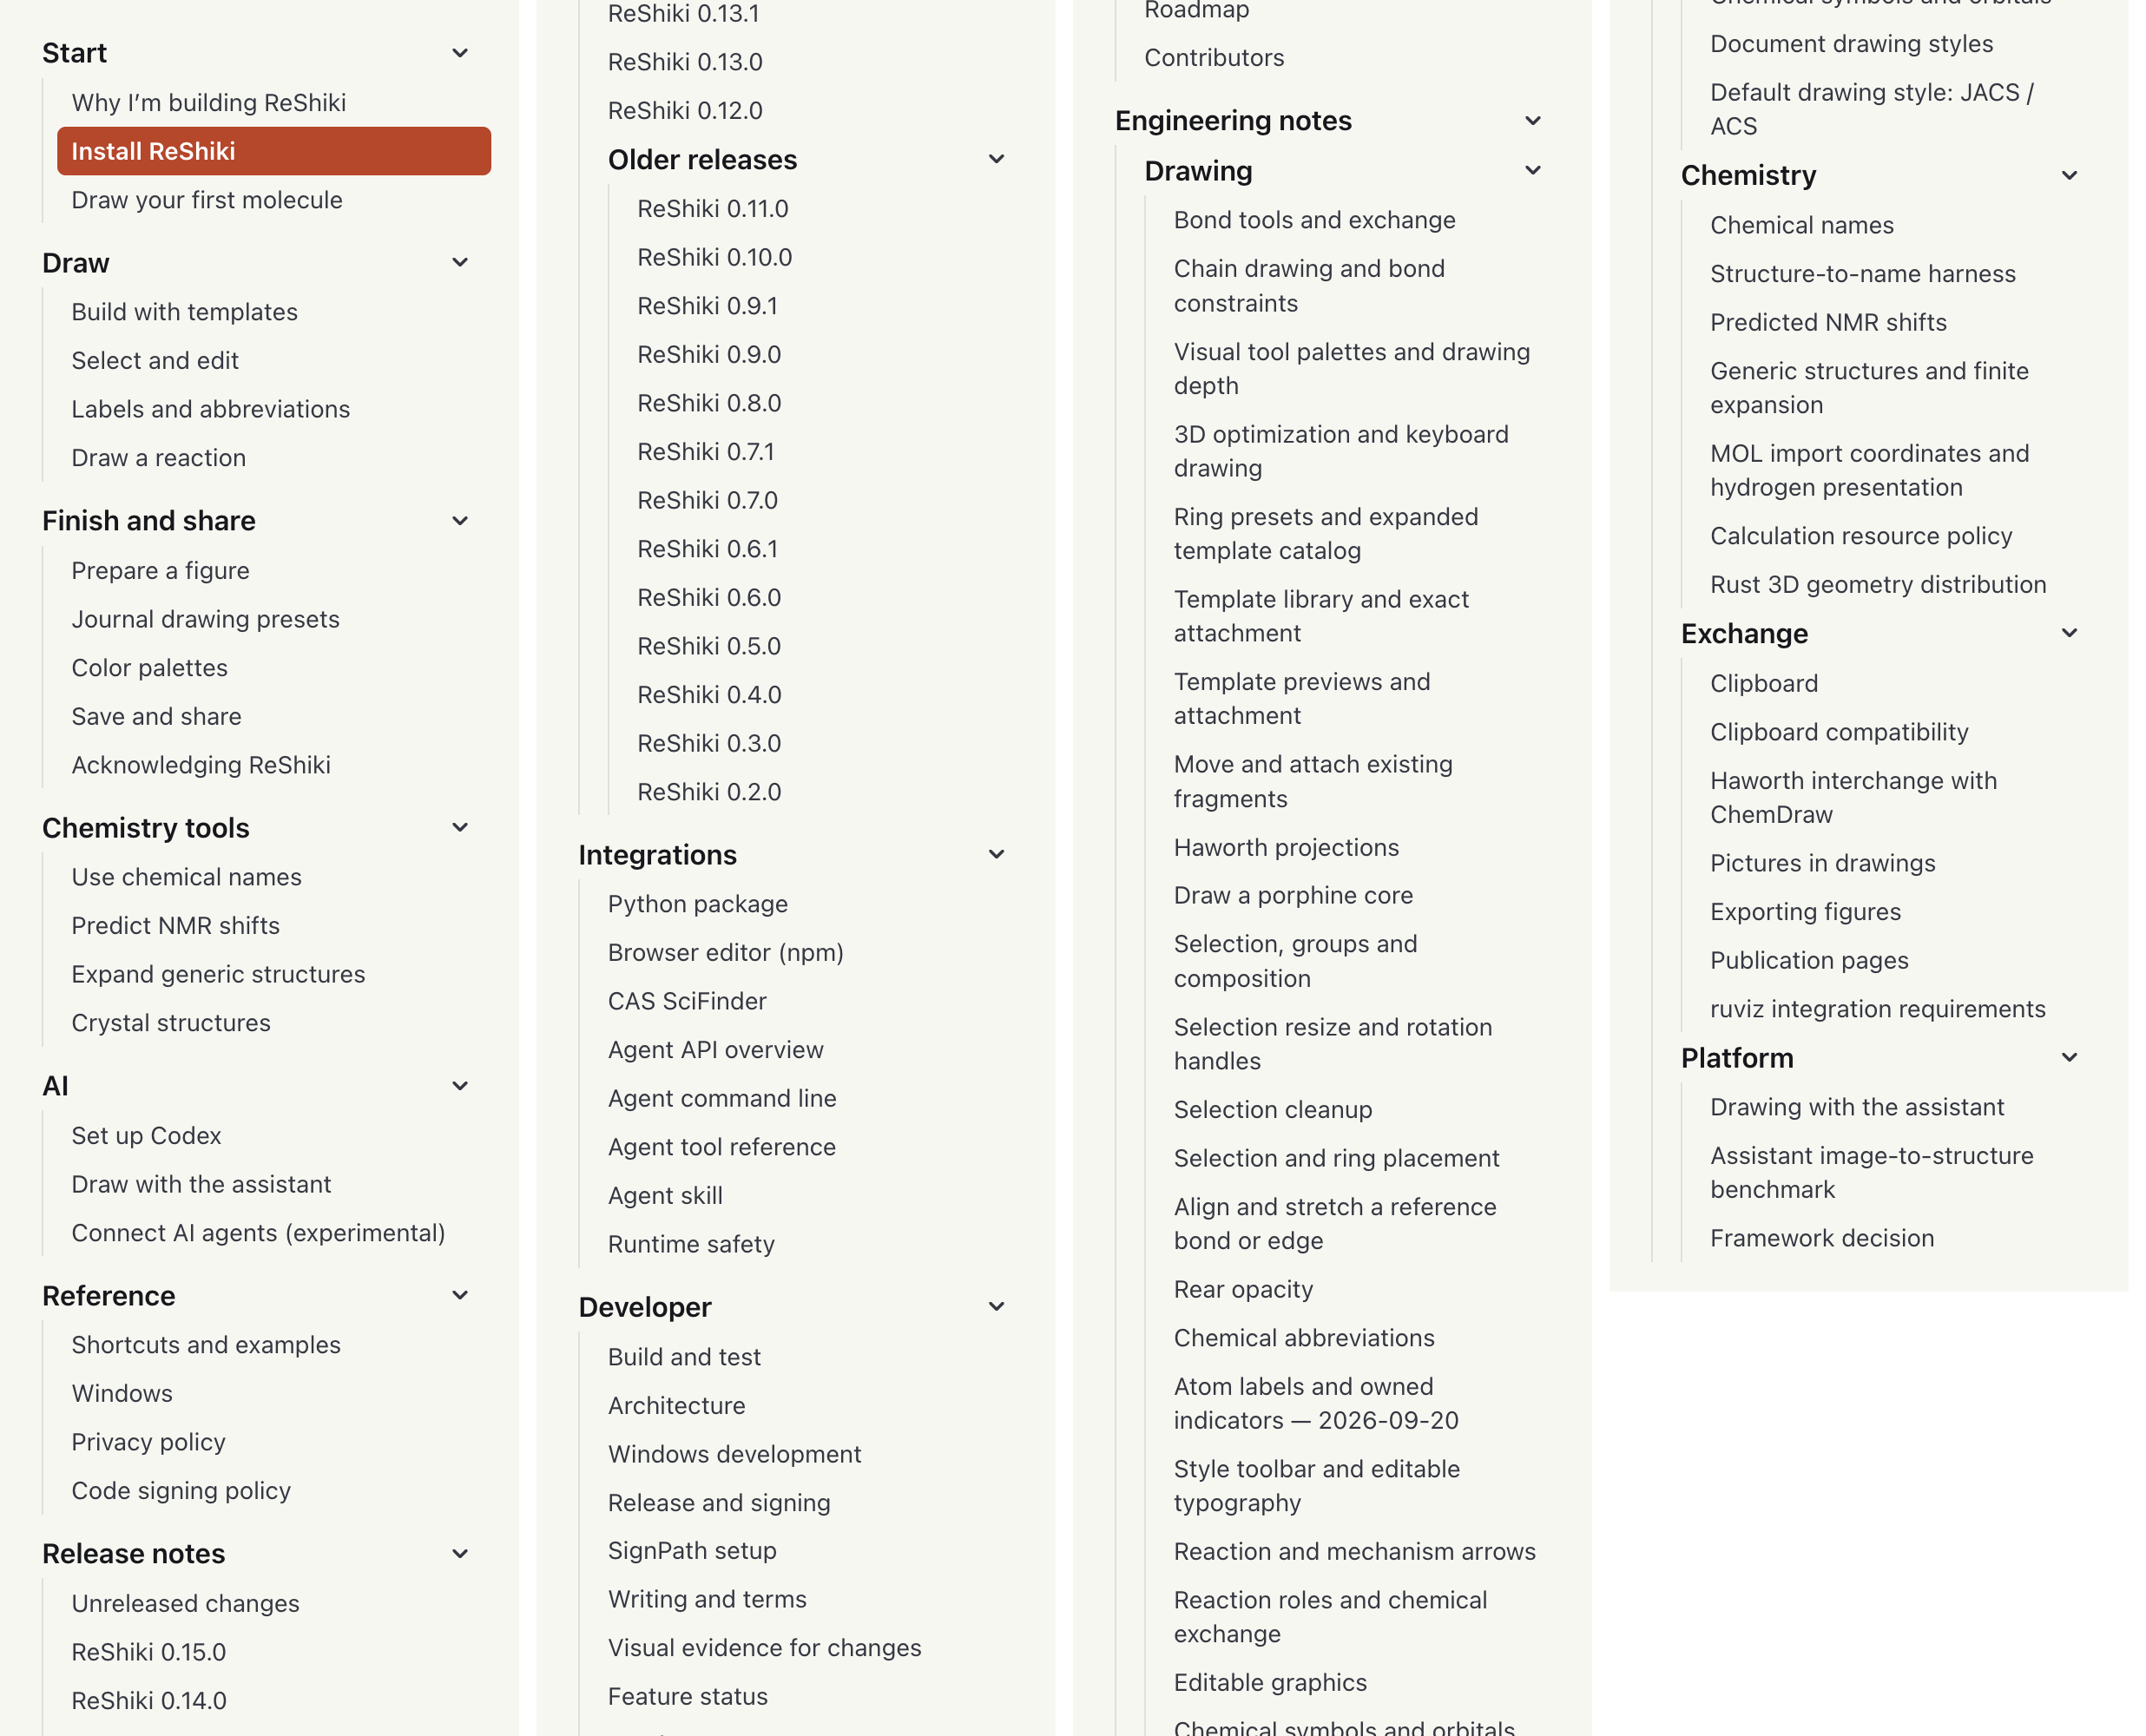 Start
Why I’m building ReShiki
Install ReShiki
Draw your first molecule
Draw
Build with templates
Select and edit
Labels and abbreviations
Draw a reaction
Finish and share
Prepare a figure
Journal drawing presets
Color palettes
Save and share
Acknowledging ReShiki
Chemistry tools
Use chemical names
Predict NMR shifts
Expand generic structures
Crystal structures
AI
Set up Codex
Draw with the assistant
Connect AI agents (experimental)
Reference
Shortcuts and examples
Windows
Privacy policy
Code signing policy
Release notes
Unreleased changes
ReShiki 0.15.0
ReShiki 0.14.0
ReShiki 0.13.1
ReShiki 0.13.0
ReShiki 0.12.0
Older releases
ReShiki 0.11.0
ReShiki 0.10.0
ReShiki 0.9.1
ReShiki 0.9.0
ReShiki 0.8.0
ReShiki 0.7.1
ReShiki 0.7.0
ReShiki 0.6.1
ReShiki 0.6.0
ReShiki 0.5.0
ReShiki 0.4.0
ReShiki 0.3.0
ReShiki 0.2.0
Integrations
Python package
Browser editor (npm)
CAS SciFinder
Agent API overview
Agent command line
Agent tool reference
Agent skill
Runtime safety
Developer
Build and test
Architecture
Windows development
Release and signing
SignPath setup
Writing and terms
Visual evidence for changes
Feature status
Roadmap
Contributors
Engineering notes
Drawing
Bond tools and exchange
Chain drawing and bond
constraints
Visual tool palettes and drawing
depth
3D optimization and keyboard
drawing
Ring presets and expanded
template catalog
Template library and exact
attachment
Template previews and
attachment
Move and attach existing
fragments
Haworth projections
Draw a porphine core
Selection, groups and
composition
Selection resize and rotation
handles
Selection cleanup
Selection and ring placement
Align and stretch a reference
bond or edge
Rear opacity
Chemical abbreviations
Atom labels and owned
indicators — 2026-09-20
Style toolbar and editable
typography
Reaction and mechanism arrows
Reaction roles and chemical
exchange
Editable graphics
Chemical symbols and orbitals
Chemical symbols and orbitals
Document drawing styles
Default drawing style: JACS /
ACS
Chemistry
Chemical names
Structure-to-name harness
Predicted NMR shifts
Generic structures and finite
expansion
MOL import coordinates and
hydrogen presentation
Calculation resource policy
Rust 3D geometry distribution
Exchange
Clipboard
Clipboard compatibility
Haworth interchange with
ChemDraw
Pictures in drawings
Exporting figures
Publication pages
ruviz integration requirements
Platform
Drawing with the assistant
Assistant image-to-structure
benchmark
Framework decision